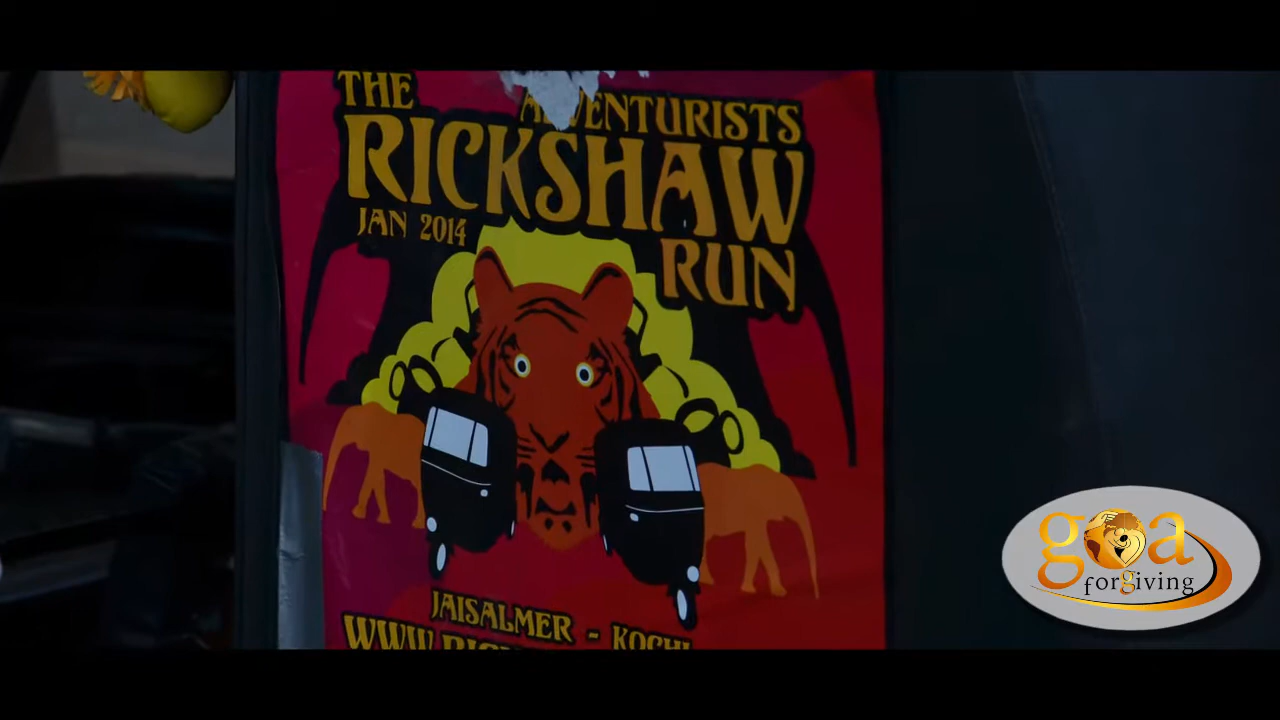 THE ADVENTURISTS
RICKSHAW
JAN 2014
RUN
JAISALMER - KOCHI
goa
forgiving